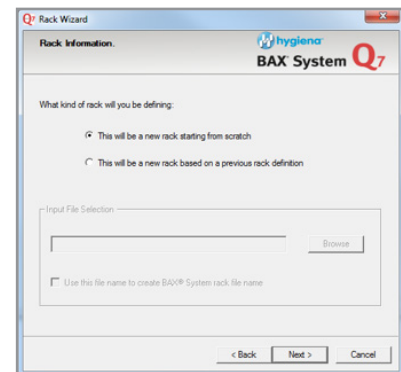 Q7 Rack Wizard
Rack Information.
hygiena
BAX® System Q7
What kind of rack will you be defining:
This will be a new rack starting from scratch
This will be a new rack based on a previous rack definition
Input File Selection
Browse
Use this file name to create BAX® System rack file name
< Back
Next >
Cancel